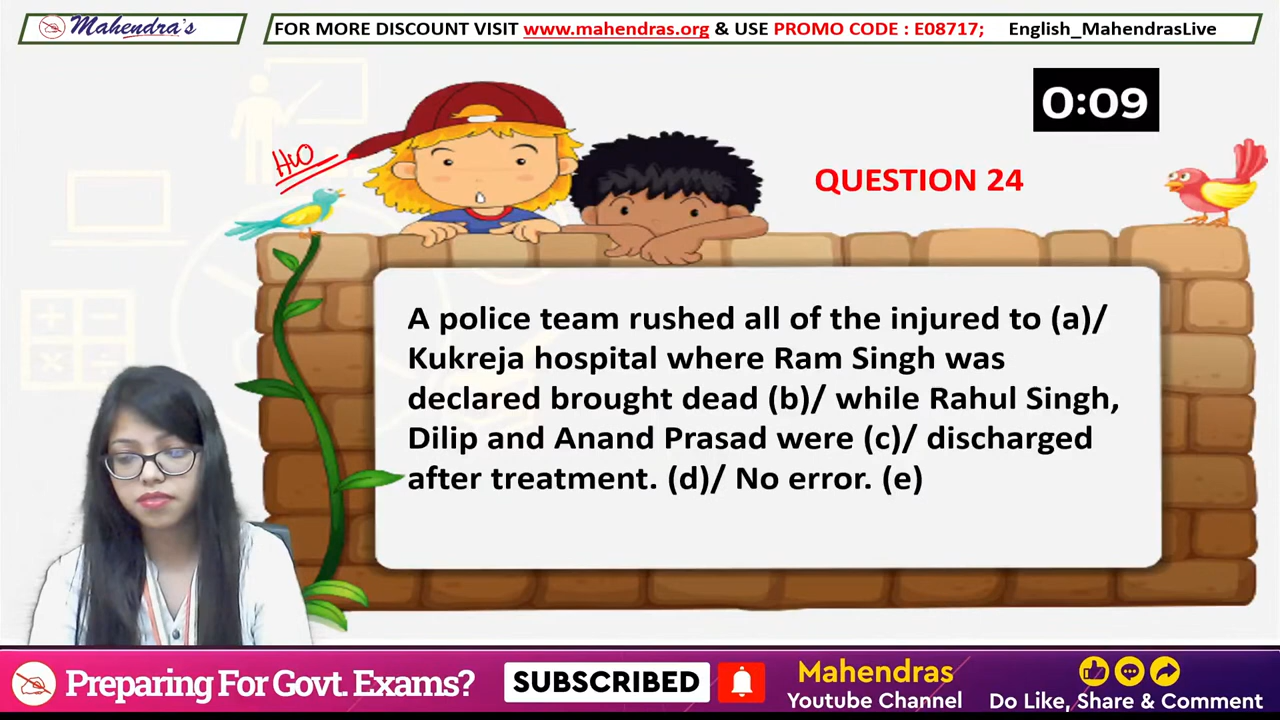 Mahendra's
FOR MORE DISCOUNT VISIT www.mahendras.org & USE PROMO CODE : E08717; English_MahendrasLive
0:09
QUESTION 24
A police team rushed all of the injured to (a)/
Kukreja hospital where Ram Singh was
declared brought dead (b)/ while Rahul Singh,
Dilip and Anand Prasad were (c)/ discharged
after treatment. (d)/ No error. (e)
Preparing For Govt. Exams?
SUBSCRIBED
Mahendras
Youtube Channel
Do Like, Share & Comment